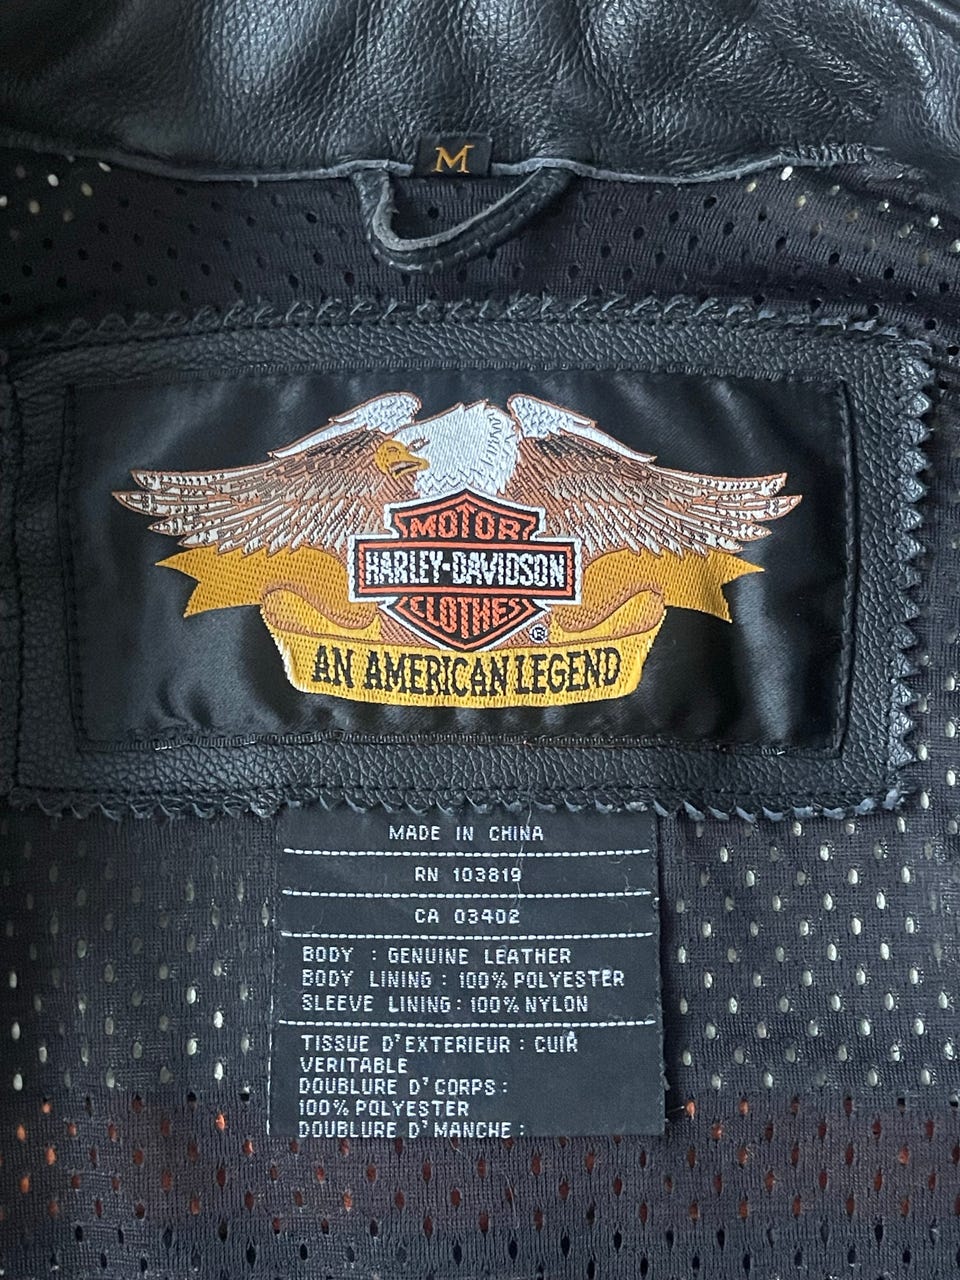 M
MOTOR
HARLEY-DAVIDSON
CLOTHES
®
AN AMERICAN LEGEND
MADE IN CHINA
RN 103819
CA 03402
BODY : GENUINE LEATHER
BODY LINING : 100% POLYESTER
SLEEVE LINING : 100% NYLON
TISSUE D'EXTERIEUR : CUIR
VERITABLE
DOUBLURE D'CORPS :
100% POLYESTER
DOUBLURE D'MANCHE :